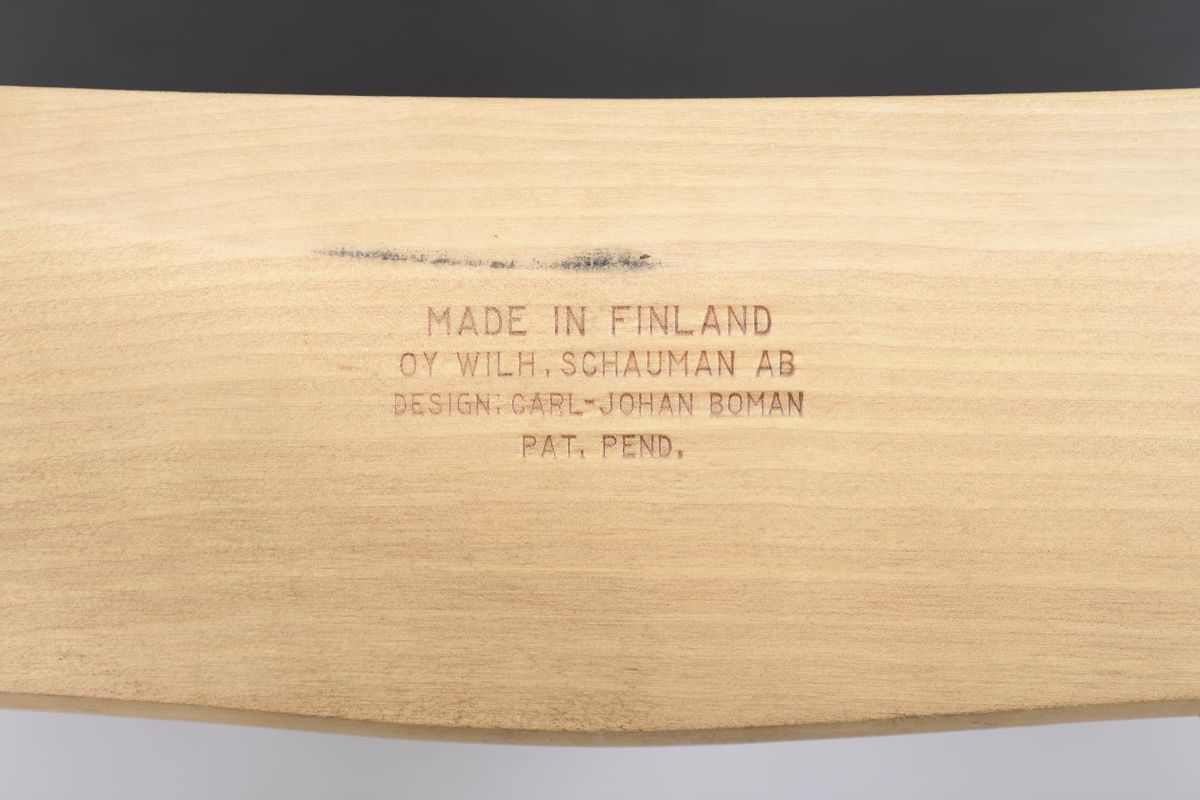 MADE IN FINLAND
OY WILH. SCHAUMAN AB
DESIGN: CARL-JOHAN BOMAN
PAT. PEND.